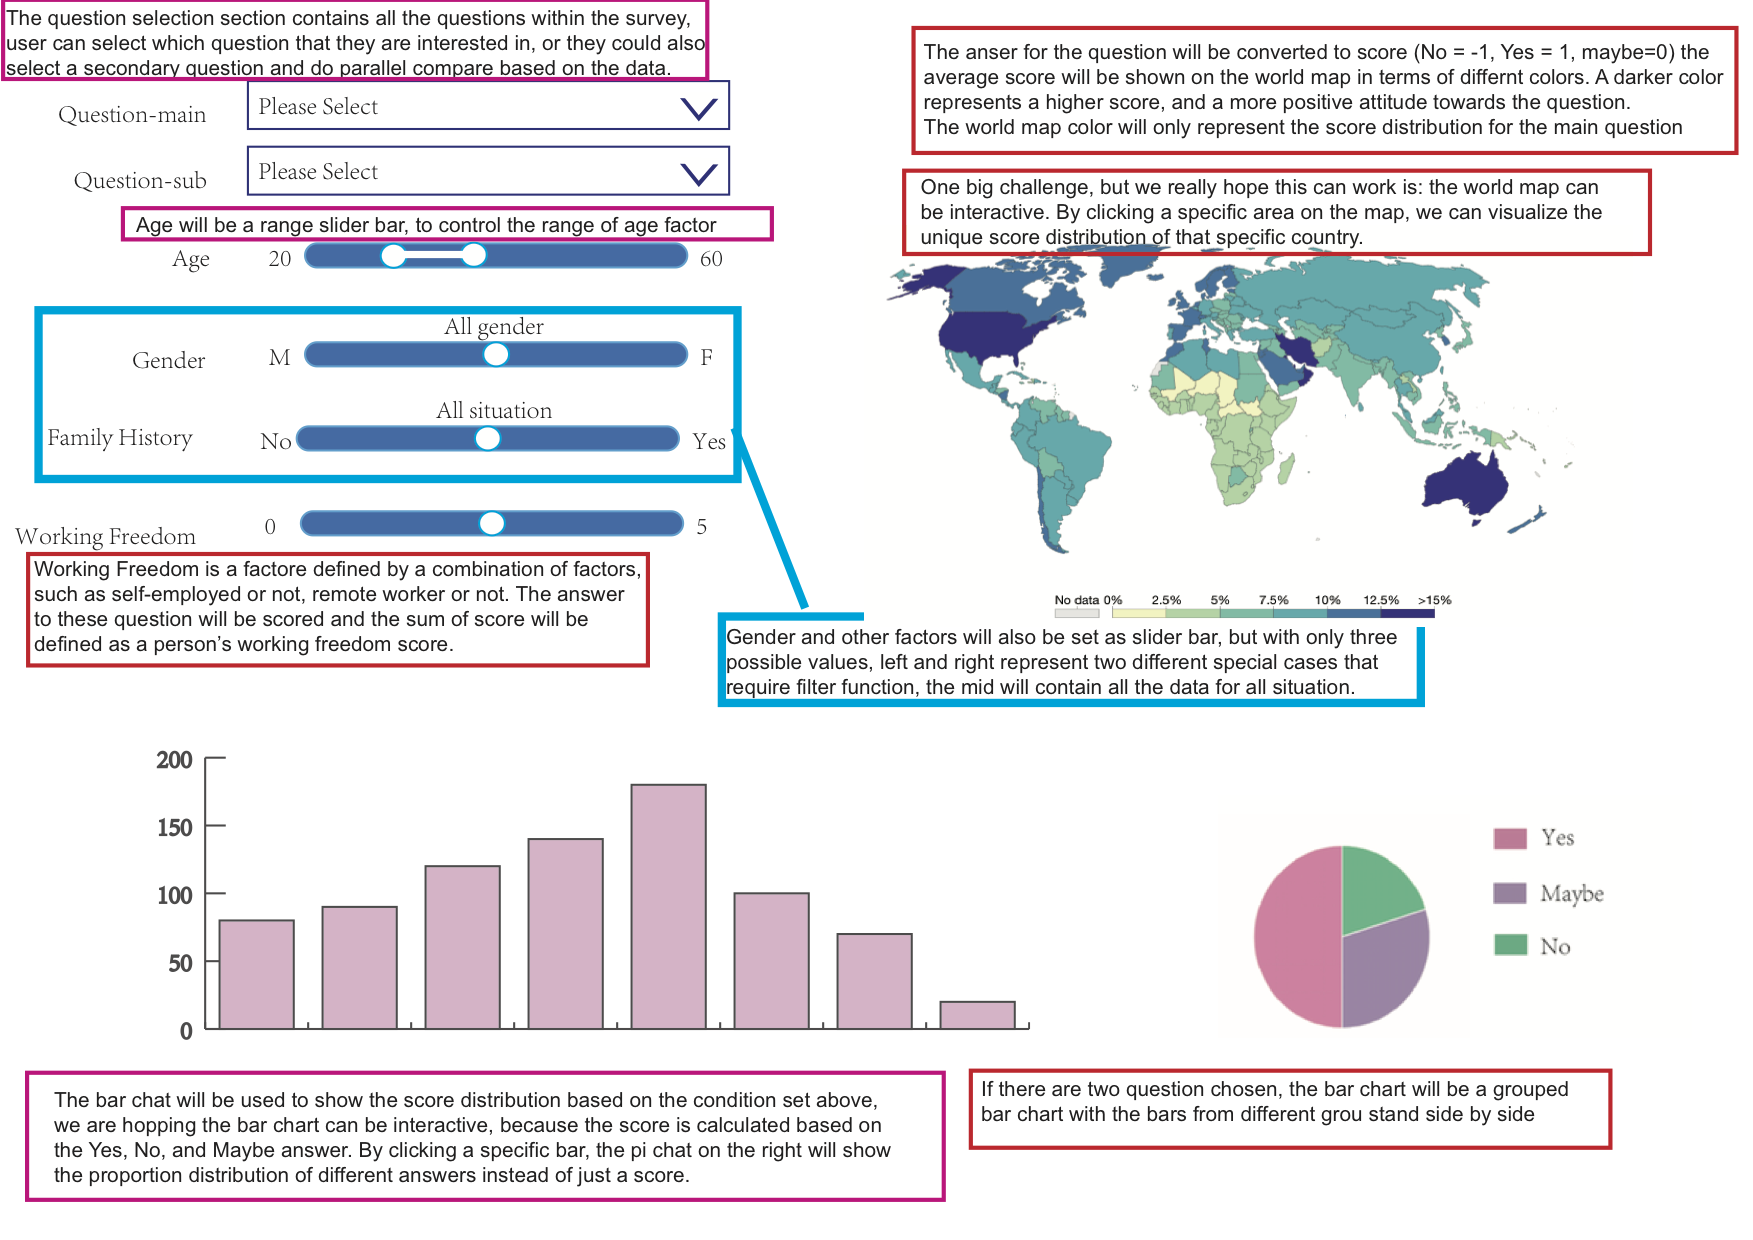 The question selection section contains all the questions within the survey,
user can select which question that they are interested in, or they could also
select a secondary question and do parallel compare based on the data.
Question-main
Please Select
Question-sub
Please Select
Age will be a range slider bar, to control the range of age factor
Age
20
60
All gender
Gender
M
F
All situation
Family History
No
Yes
Working Freedom
0
5
Working Freedom is a factore defined by a combination of factors,
such as self-employed or not, remote worker or not. The answer
to these question will be scored and the sum of score will be
defined as a person’s working freedom score.
The anser for the question will be converted to score (No = -1, Yes = 1, maybe=0) the
average score will be shown on the world map in terms of differnt colors. A darker color
represents a higher score, and a more positive attitude towards the question.
The world map color will only represent the score distribution for the main question
One big challenge, but we really hope this can work is: the world map can
be interactive. By clicking a specific area on the map, we can visualize the
unique score distribution of that specific country.
No data 0% 2.5% 5% 7.5% 10% 12.5% >15%
Gender and other factors will also be set as slider bar, but with only three
possible values, left and right represent two different special cases that
require filter function, the mid will contain all the data for all situation.
200
150
100
50
0
Yes
Maybe
No
The bar chat will be used to show the score distribution based on the condition set above,
we are hopping the bar chart can be interactive, because the score is calculated based on
the Yes, No, and Maybe answer. By clicking a specific bar, the pi chat on the right will show
the proportion distribution of different answers instead of just a score.
If there are two question chosen, the bar chart will be a grouped
bar chart with the bars from different grou stand side by side